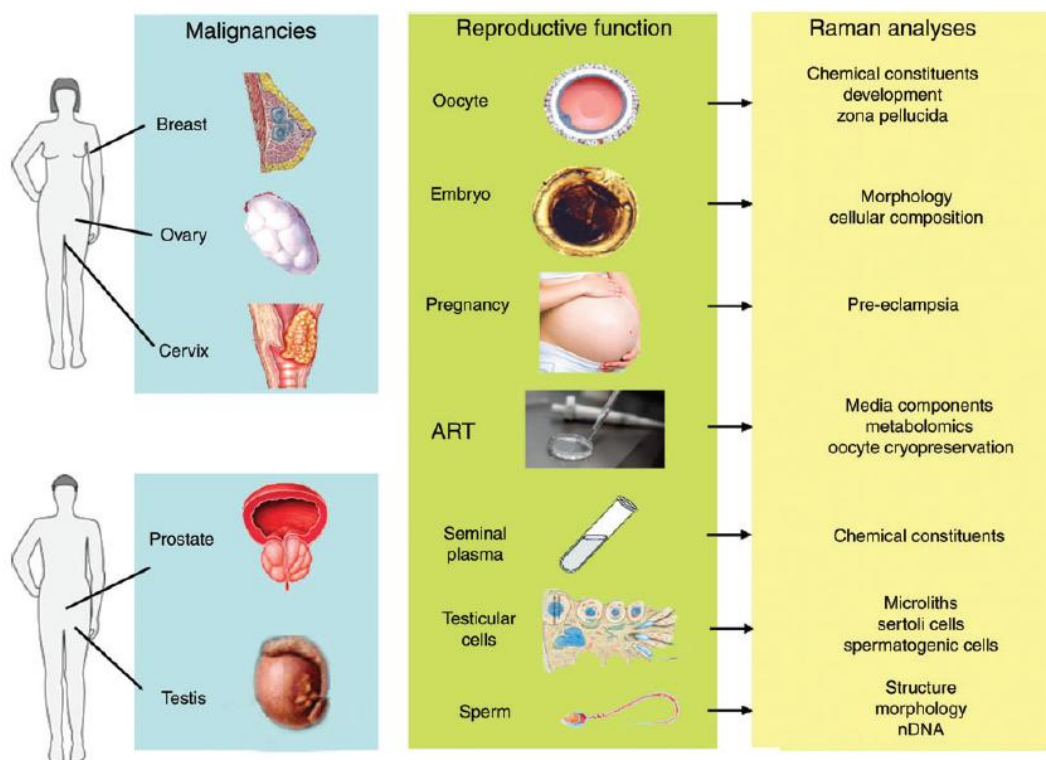 Malignancies
Breast
Ovary
Cervix
Prostate
Testis
Reproductive function
Oocyte
Embryo
Pregnancy
ART
Seminal
plasma
Testicular
cells
Sperm
Raman analyses
Chemical constituents
development
zona pellucida
Morphology
cellular composition
Pre-eclampsia
Media components
metabolomics
oocyte cryopreservation
Chemical constituents
Microliths
sertoli cells
spermatogenic cells
Structure
morphology
nDNA